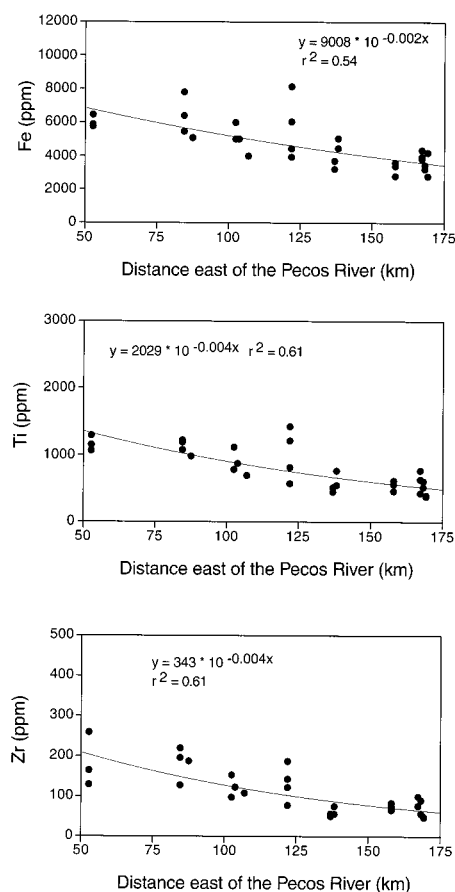 y = 9008 * 10 -0.002x
r 2 = 0.54
12000
10000
8000
6000
4000
2000
0
Fe (ppm)
50 75 100 125 150 175
Distance east of the Pecos River (km)
y = 2029 * 10 -0.004x r 2 = 0.61
3000
2000
1000
0
Ti (ppm)
50 75 100 125 150 175
Distance east of the Pecos River (km)
y = 343 * 10 -0.004x
r 2 = 0.61
500
400
300
200
100
0
Zr (ppm)
50 75 100 125 150 175
Distance east of the Pecos River (km)